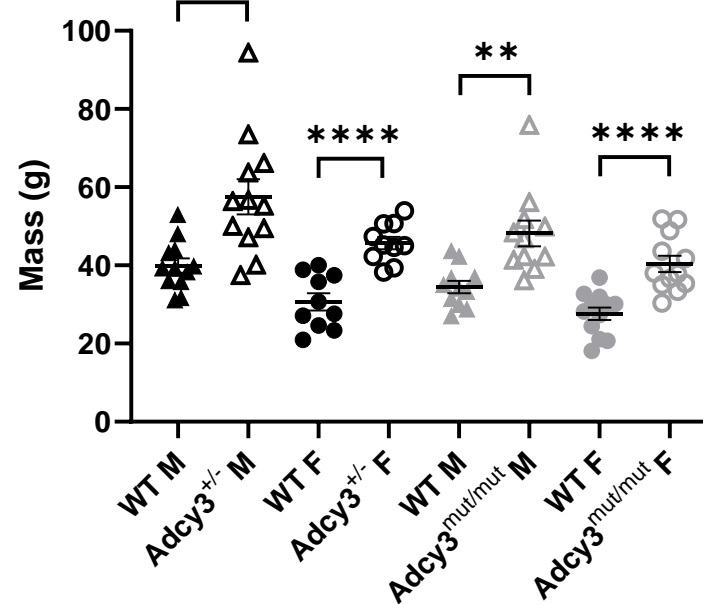 100
**
80
****
****
60
40
20
0
Mass (g)
WT M
Adcy3+/- M
WT F
Adcy3+/- F
WT M
Adcy3mut/mut M
WT F
Adcy3mut/mut F